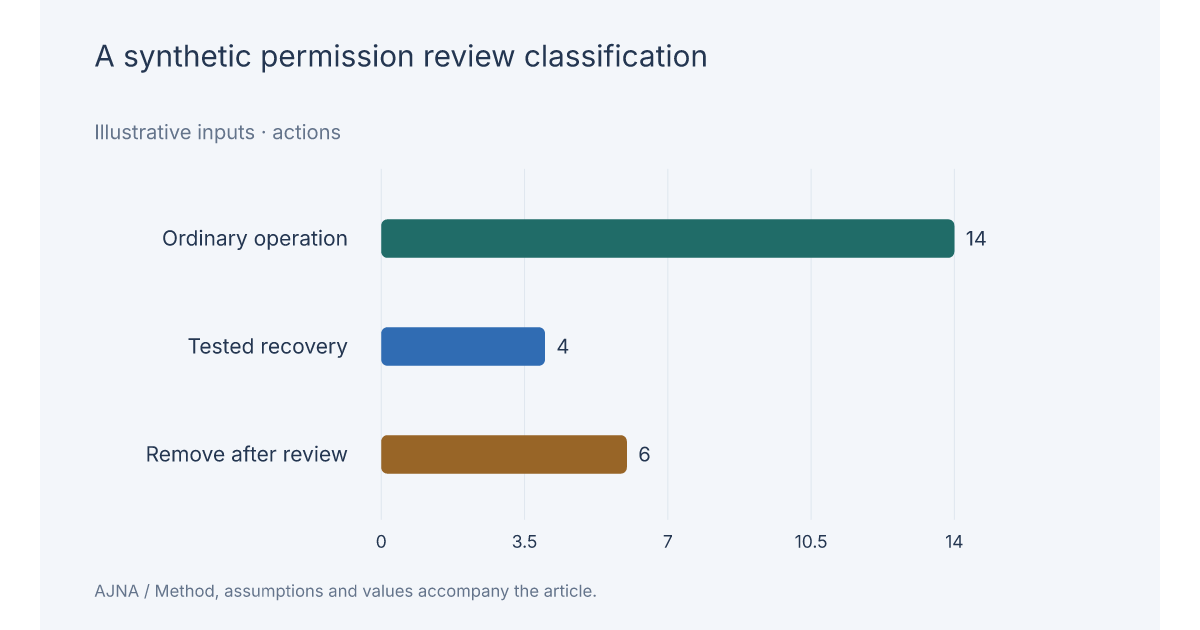 A synthetic permission review classification
Illustrative inputs · actions
Ordinary operation
14
Tested recovery
4
Remove after review
6
0 3.5 7 10.5 14
AJNA / Method, assumptions and values accompany the article.